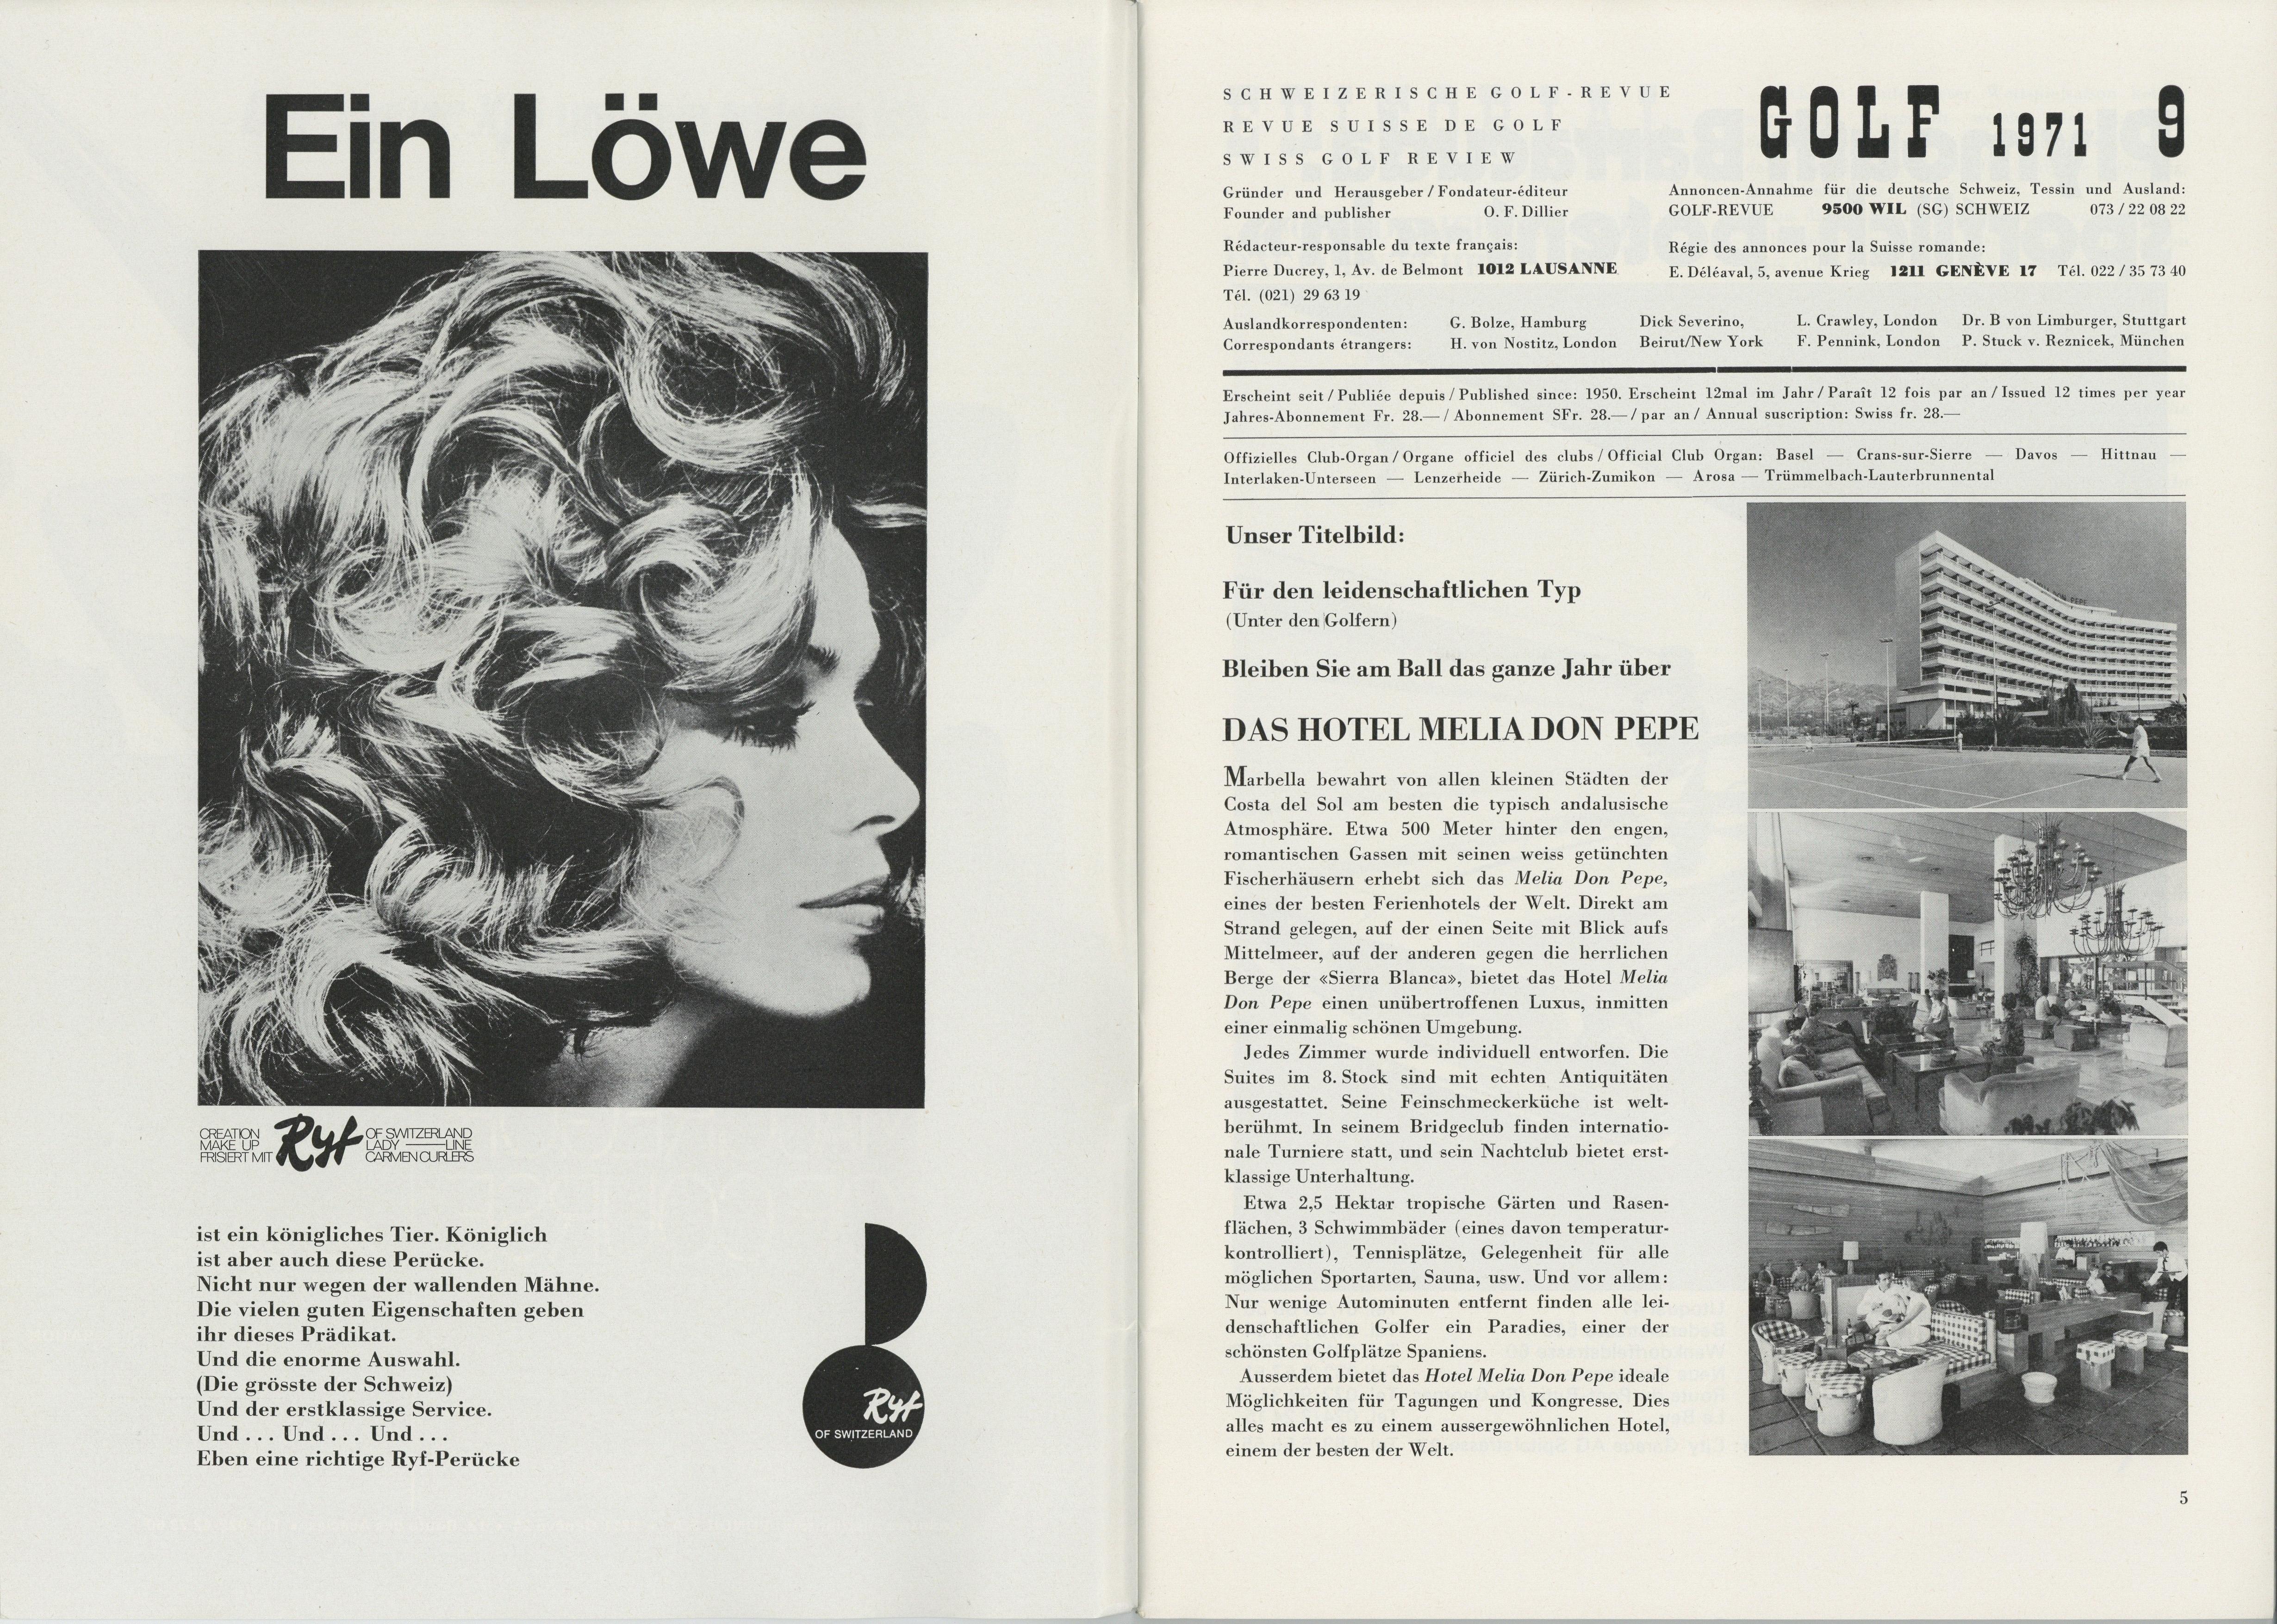 Ein Löwe
CREATION
MAKE UP
FRISIERT MIT
Ryf
OF SWITZERLAND
LADY LINE
CARMEN CURLERS
ist ein königliches Tier. Königlich
ist aber auch diese Perücke.
Nicht nur wegen der wallenden Mähne.
Die vielen guten Eigenschaften geben
ihr dieses Prädikat.
Und die enorme Auswahl.
(Die grösste der Schweiz)
Und der erstklassige Service.
Und . . . Und . . . Und . . .
Eben eine richtige Ryf-Perücke
Ryf
OF SWITZERLAND
SCHWEIZERISCHE GOLF-REVUE
REVUE SUISSE DE GOLF
SWISS GOLF REVIEW
GOLF 1971 9
Gründer und Herausgeber / Fondateur-éditeur
Founder and publisher O. F. Dillier
Rédacteur-responsable du texte français:
Pierre Ducrey, 1, Av. de Belmont 1012 LAUSANNE
Tél. (021) 29 63 19
Annoncen-Annahme für die deutsche Schweiz, Tessin und Ausland:
GOLF-REVUE 9500 WIL (SG) SCHWEIZ 073 / 22 08 22
Régie des annonces pour la Suisse romande:
E. Déléaval, 5, avenue Krieg 1211 GENÈVE 17 Tél. 022 / 35 73 40
Auslandkorrespondenten: G. Bolze, Hamburg Dick Severino, L. Crawley, London Dr. B von Limburger, Stuttgart
Correspondants étrangers: H. von Nostitz, London Beirut/New York F. Pennink, London P. Stuck v. Reznicek, München
Erscheint seit / Publiée depuis / Published since: 1950. Erscheint 12mal im Jahr / Paraît 12 fois par an / Issued 12 times per year
Jahres-Abonnement Fr. 28.— / Abonnement SFr. 28.— / par an / Annual suscription: Swiss fr. 28.—
Offizielles Club-Organ / Organe officiel des clubs / Official Club Organ: Basel — Crans-sur-Sierre — Davos — Hittnau —
Interlaken-Unterseen — Lenzerheide — Zürich-Zumikon — Arosa — Trümmelbach-Lauterbrunnental
Unser Titelbild:
Für den leidenschaftlichen Typ
(Unter den Golfern)
Bleiben Sie am Ball das ganze Jahr über
DAS HOTEL MELIA DON PEPE
Marbella bewahrt von allen kleinen Städten der
Costa del Sol am besten die typisch andalusische
Atmosphäre. Etwa 500 Meter hinter den engen,
romantischen Gassen mit seinen weiss getünchten
Fischerhäusern erhebt sich das Melia Don Pepe,
eines der besten Ferienhotels der Welt. Direkt am
Strand gelegen, auf der einen Seite mit Blick aufs
Mittelmeer, auf der anderen gegen die herrlichen
Berge der «Sierra Blanca», bietet das Hotel Melia
Don Pepe einen unübertroffenen Luxus, inmitten
einer einmalig schönen Umgebung.
Jedes Zimmer wurde individuell entworfen. Die
Suites im 8. Stock sind mit echten Antiquitäten
ausgestattet. Seine Feinschmeckerküche ist welt-
berühmt. In seinem Bridgeclub finden internatio-
nale Turniere statt, und sein Nachtclub bietet erst-
klassige Unterhaltung.
Etwa 2,5 Hektar tropische Gärten und Rasen-
flächen, 3 Schwimmbäder (eines davon temperatur-
kontrolliert), Tennisplätze, Gelegenheit für alle
möglichen Sportarten, Sauna, usw. Und vor allem:
Nur wenige Autominuten entfernt finden alle lei-
denschaftlichen Golfer ein Paradies, einer der
schönsten Golfplätze Spaniens.
Ausserdem bietet das Hotel Melia Don Pepe ideale
Möglichkeiten für Tagungen und Kongresse. Dies
alles macht es zu einem aussergewöhnlichen Hotel,
einem der besten der Welt.
5